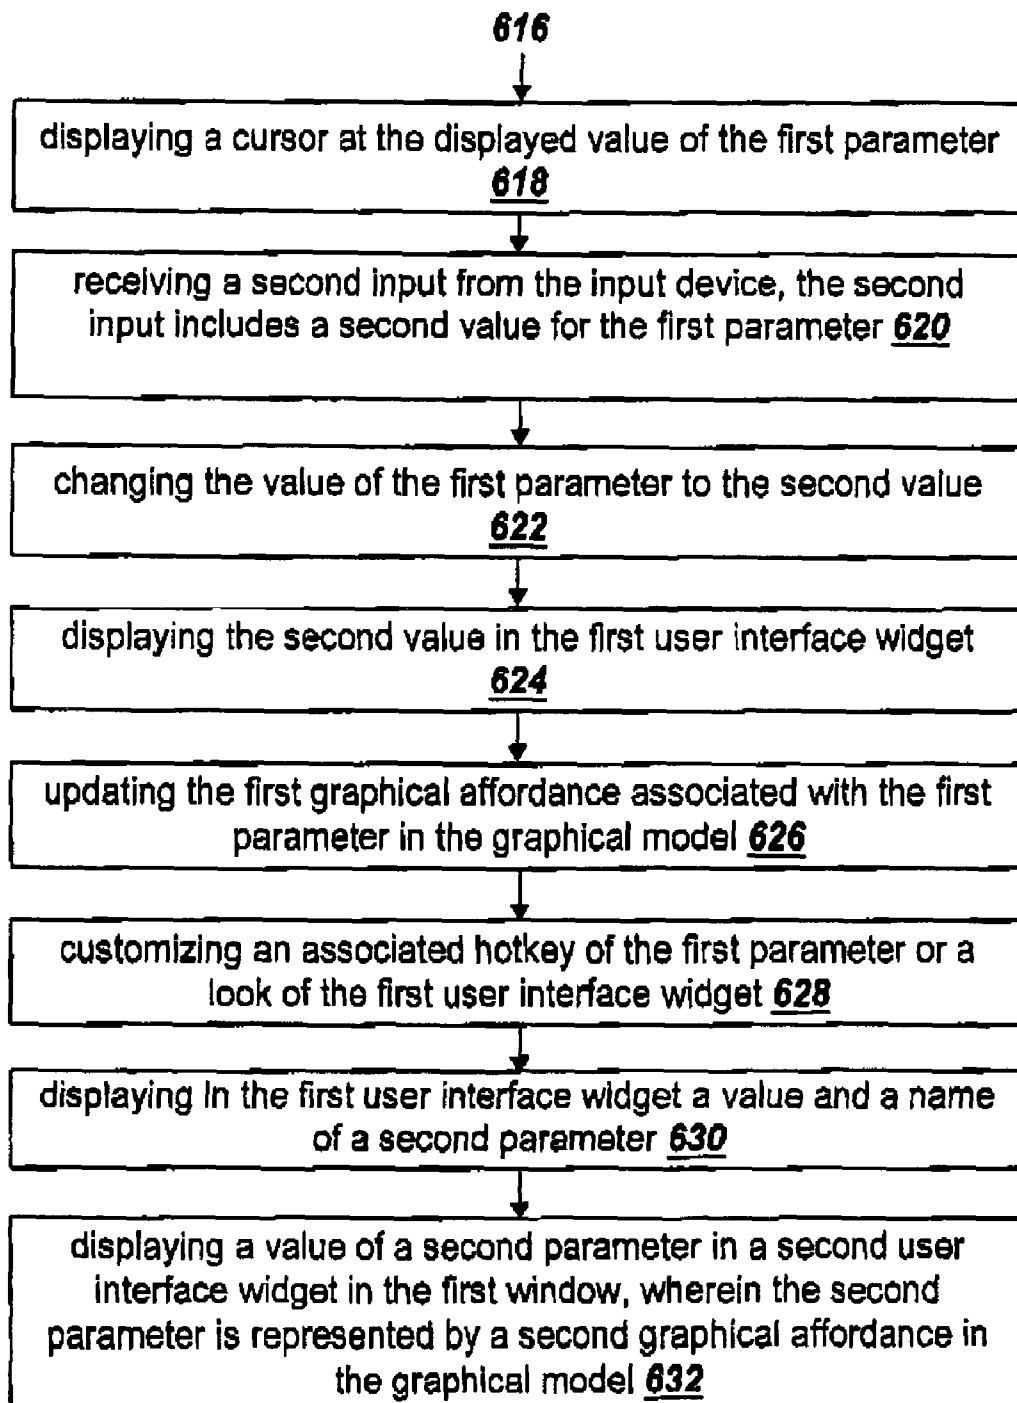 616
displaying a cursor at the displayed value of the first parameter
618
receiving a second input from the input device, the second
input includes a second value for the first parameter 620
changing the value of the first parameter to the second value
622
displaying the second value in the first user interface widget
624
updating the first graphical affordance associated with the first
parameter in the graphical model 626
customizing an associated hotkey of the first parameter or a
look of the first user interface widget 628
displaying in the first user interface widget a value and a name
of a second parameter 630
displaying a value of a second parameter in a second user
interface widget in the first window, wherein the second
parameter is represented by a second graphical affordance in
the graphical model 632